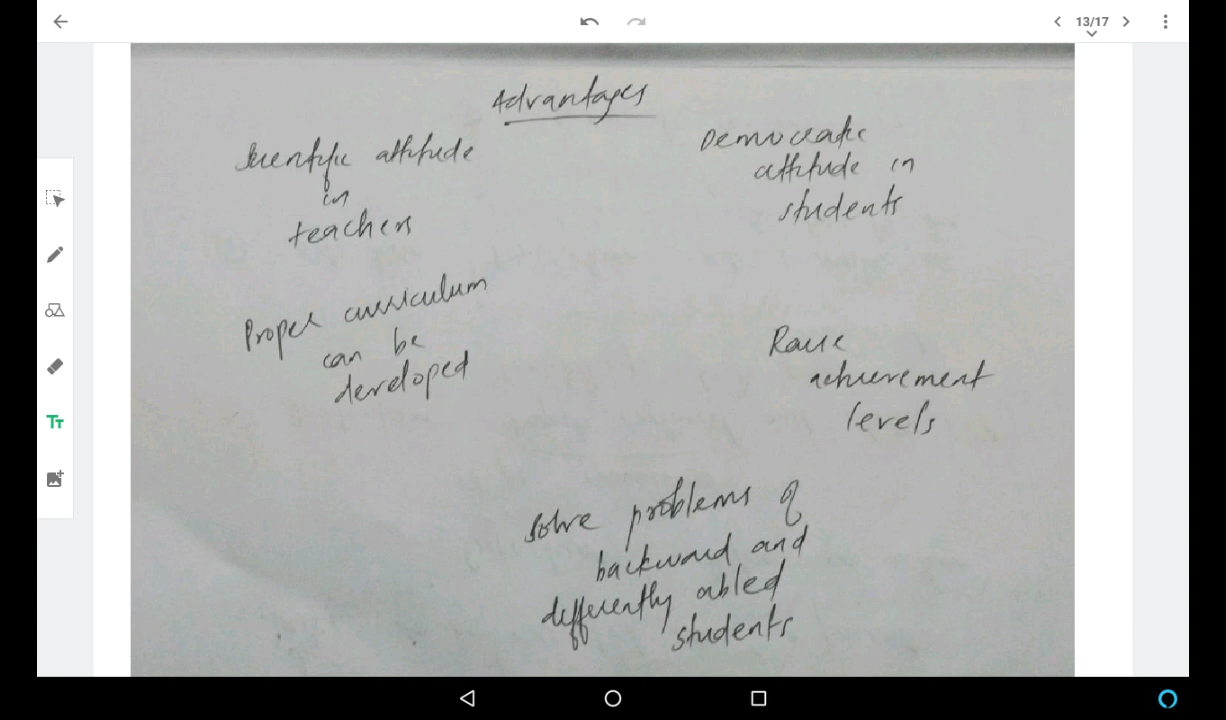 13/17
Advantages
Scientific attitude
in
teachers
Democratic
attitude in
students
Proper curriculum
can be
developed
Raise
achievement
levels
Solve problems of
backward and
differently abled
students
Tт